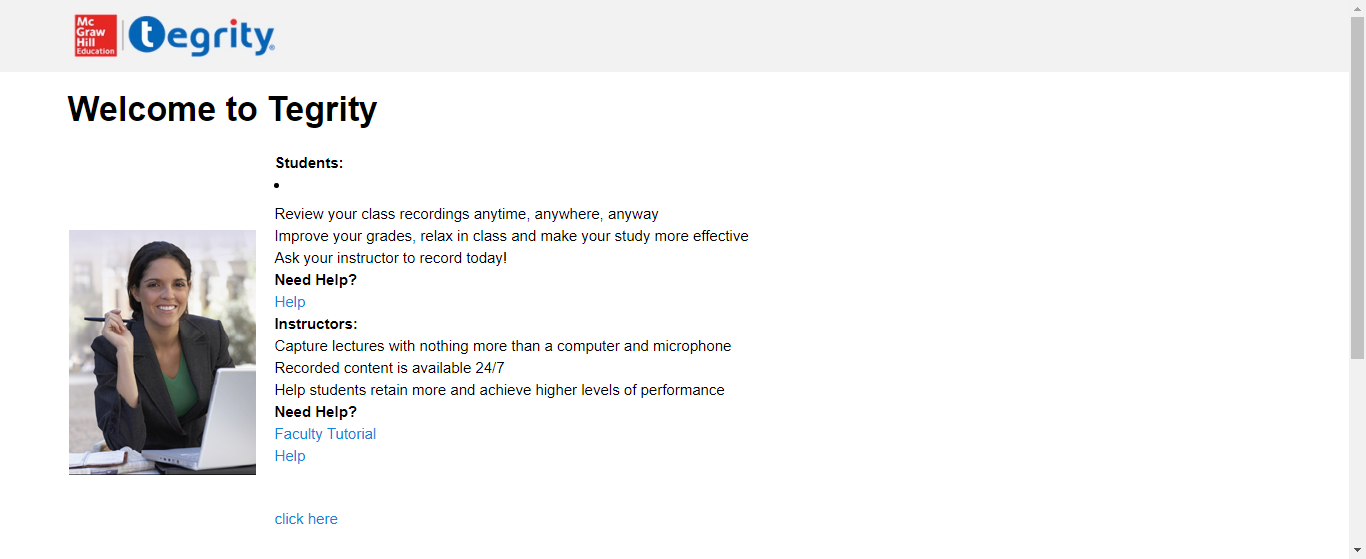 Mc
Graw
Hill
Education
tegrity®
Welcome to Tegrity
Students:
Review your class recordings anytime, anywhere, anyway
Improve your grades, relax in class and make your study more effective
Ask your instructor to record today!
Need Help?
Help
Instructors:
Capture lectures with nothing more than a computer and microphone
Recorded content is available 24/7
Help students retain more and achieve higher levels of performance
Need Help?
Faculty Tutorial
Help
click here